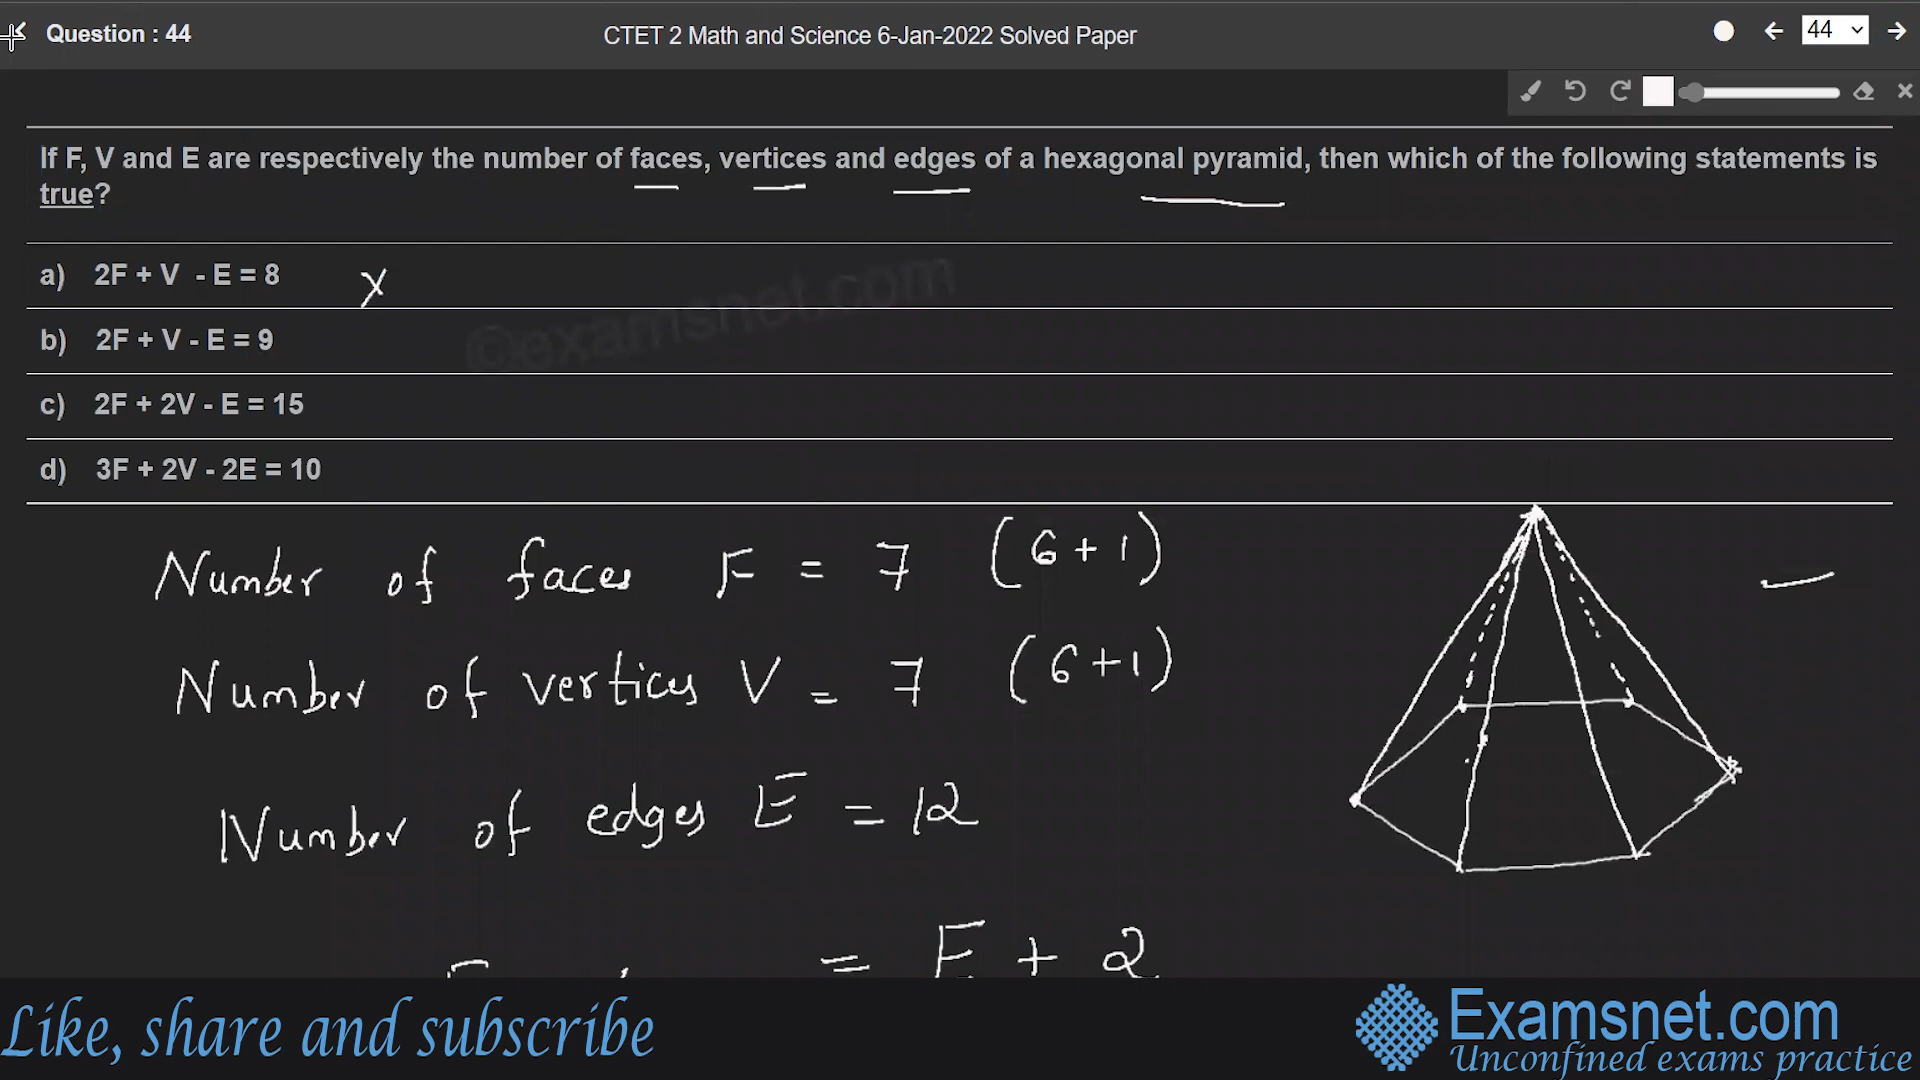 Question : 44
CTET 2 Math and Science 6-Jan-2022 Solved Paper
44
If F, V and E are respectively the number of faces, vertices and edges of a hexagonal pyramid, then which of the following statements is
true?
a) 2F + V - E = 8 X
b) 2F + V - E = 9
c) 2F + 2V - E = 15
d) 3F + 2V - 2E = 10
©examsnet.com
Number of faces F = 7 (6+1)
Number of vertices V = 7 (6+1)
Number of edges E = 12
= E + 2
Like, share and subscribe
Examsnet.com
Unconfined exams practice